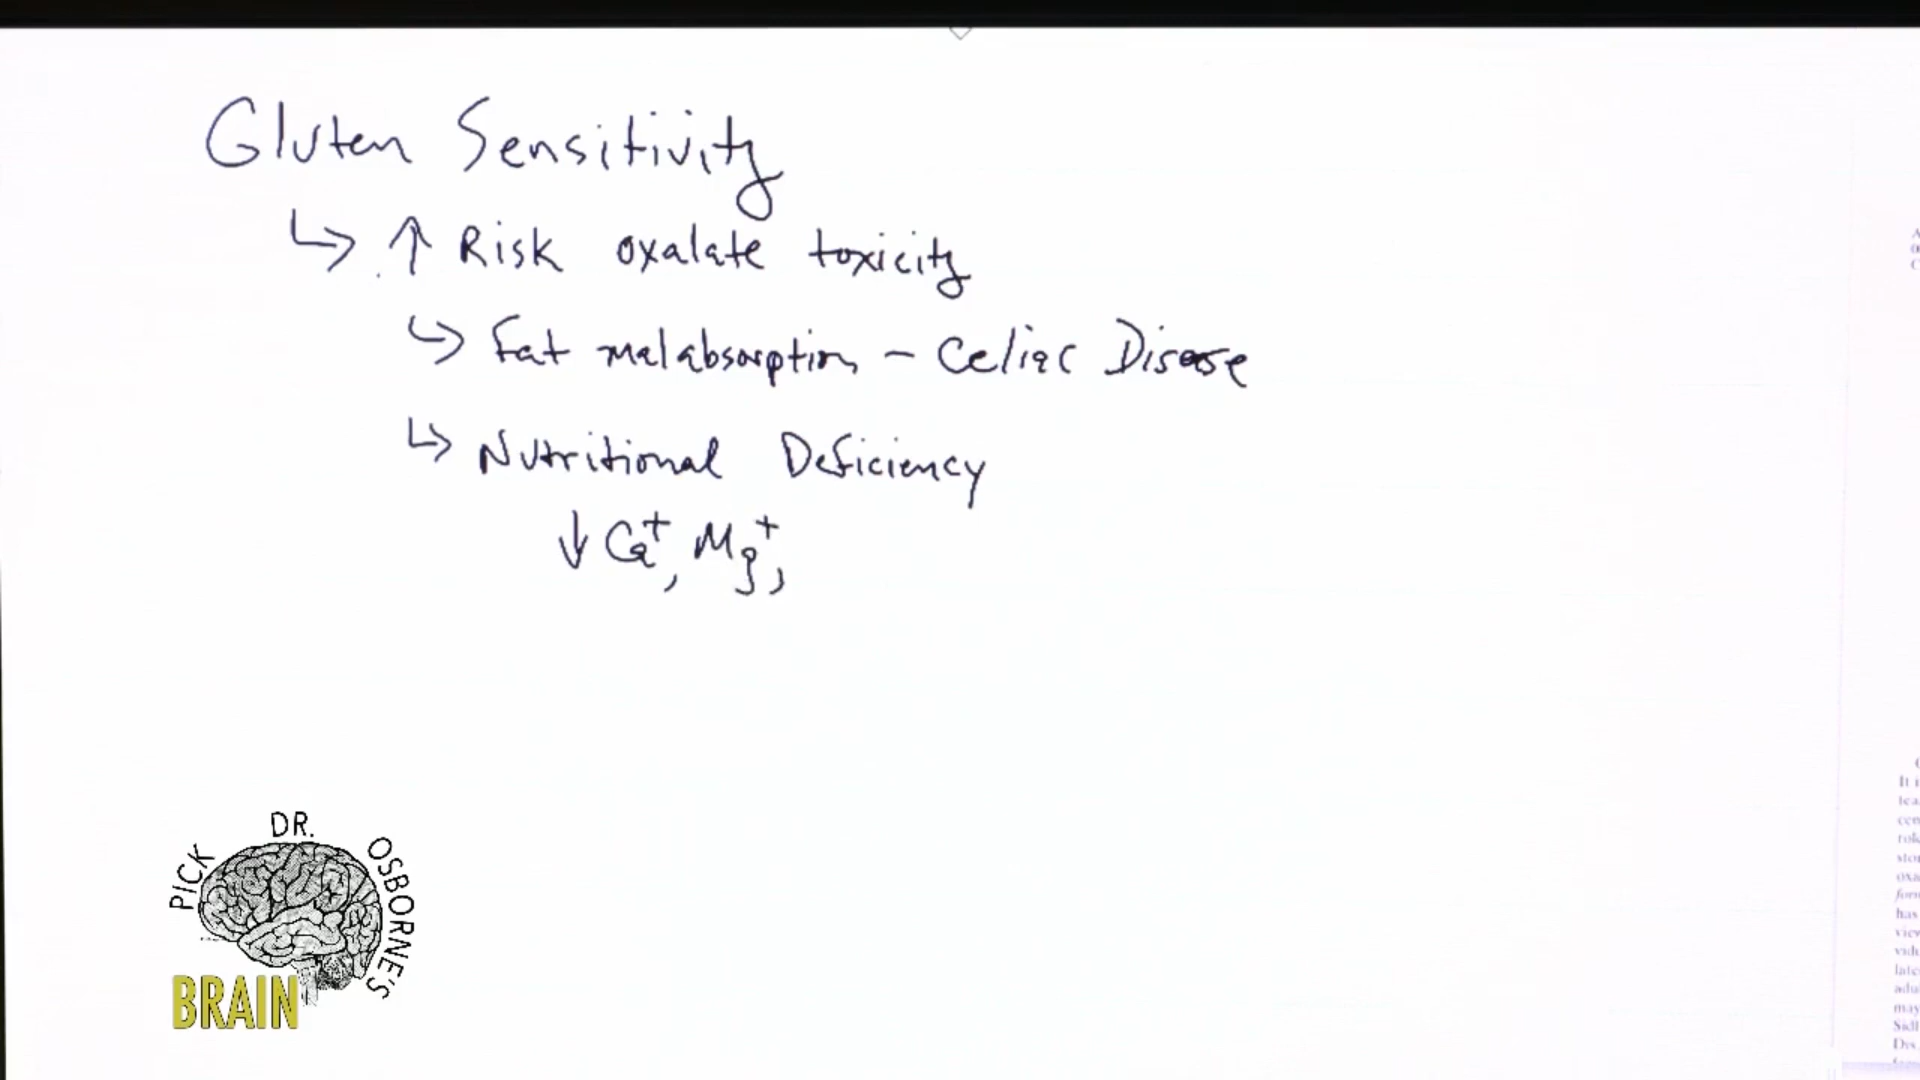 Gluten Sensitivity
↳ ↑ Risk oxalate toxicity
↳ Fat malabsorption - Celiac Disease
↳ Nutritional Deficiency
↓ Ca+, Mg+,
PICK DR. OSBORNE'S
BRAIN